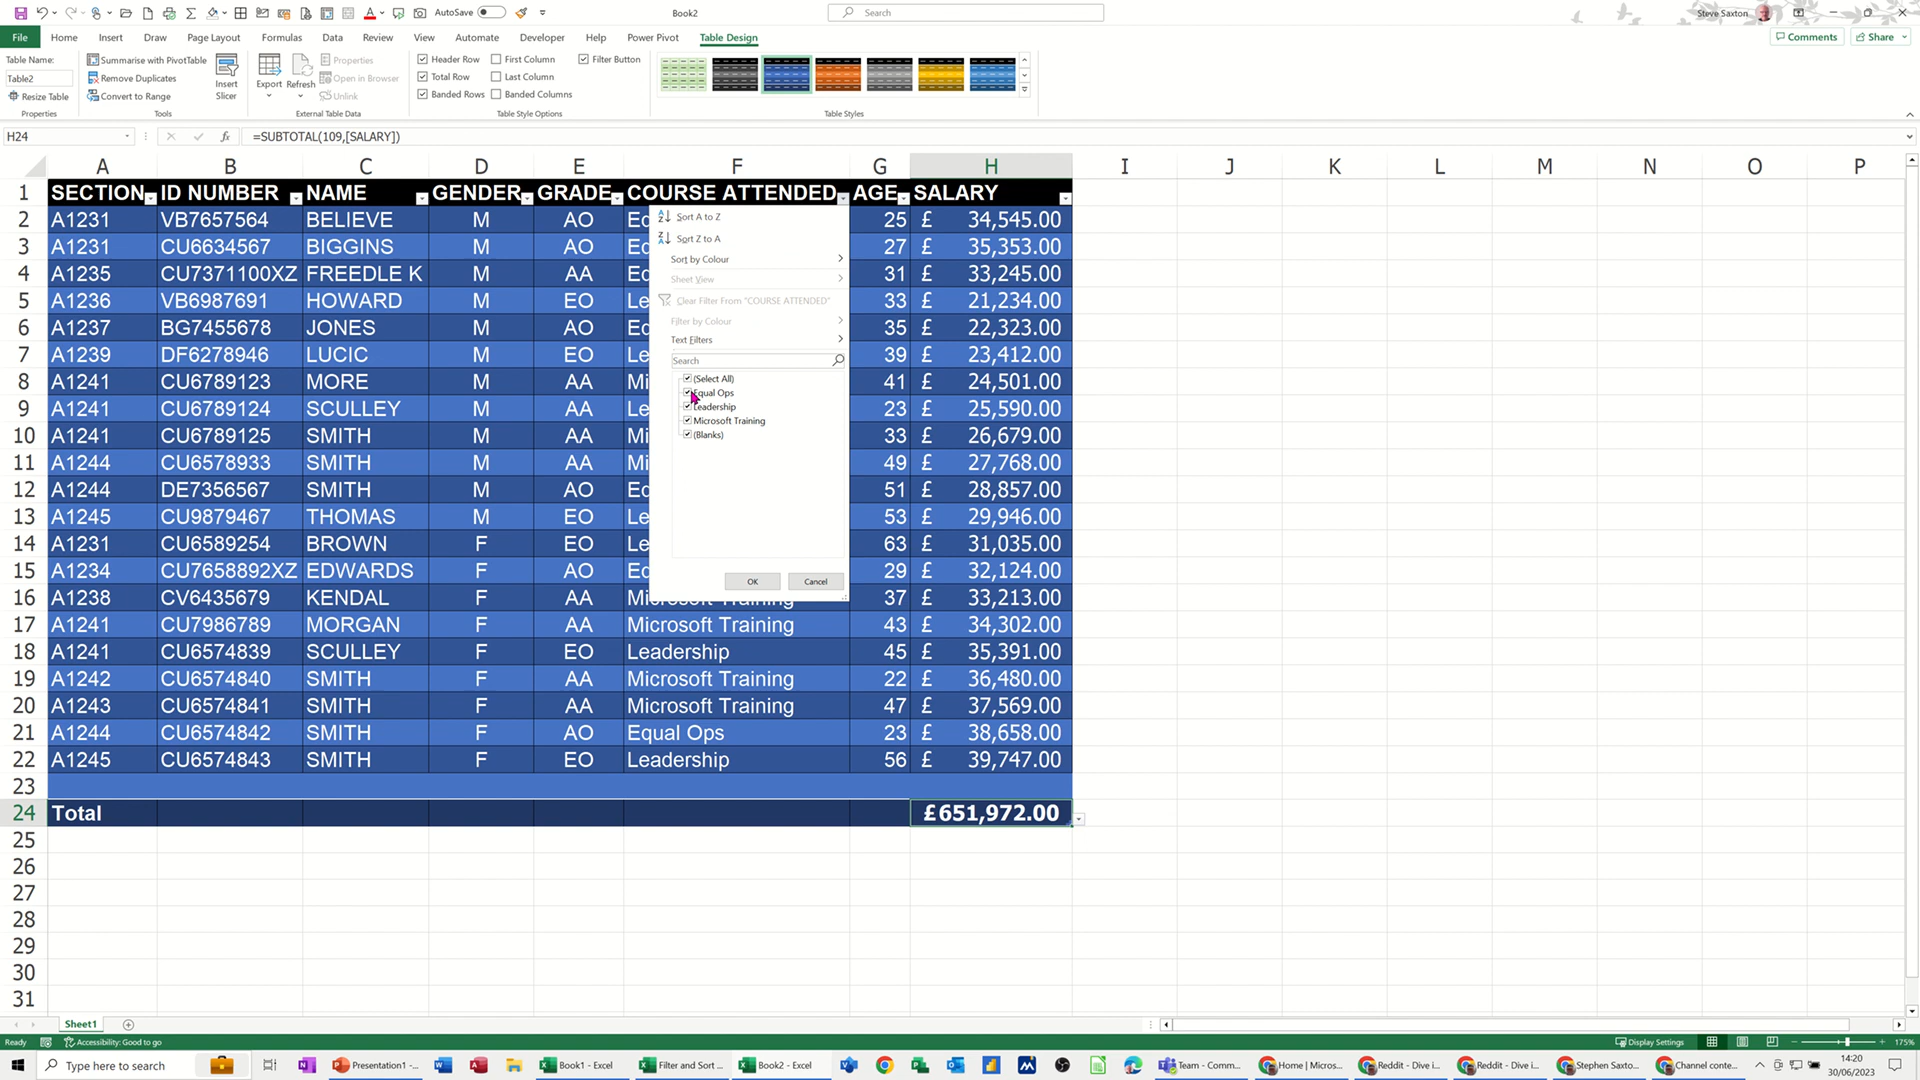 AutoSave
Book2
Search
Steve Saxton
File Home Insert Draw Page Layout Formulas Data Review View Automate Developer Help Power Pivot Table Design
Comments Share
Table Name:
Table2
Resize Table
Properties
Summarise with PivotTable
Remove Duplicates
Convert to Range
Insert Slicer
Tools
Export Refresh
Properties
Open in Browser
Unlink
External Table Data
Header Row First Column Filter Button
Total Row Last Column
Banded Rows Banded Columns
Table Style Options
Table Styles
H24 fx =SUBTOTAL(109,[SALARY])
A B C D E F G H I J K L M N O P
1 SECTION ID NUMBER NAME GENDER GRADE COURSE ATTENDED AGE SALARY
2 A1231 VB7657564 BELIEVE M AO Ec 25 £ 34,545.00
3 A1231 CU6634567 BIGGINS M AO Ec 27 £ 35,353.00
4 A1235 CU7371100XZ FREEDLE K M AA Ec 31 £ 33,245.00
5 A1236 VB6987691 HOWARD M EO Le 33 £ 21,234.00
6 A1237 BG7455678 JONES M AO Ec 35 £ 22,323.00
7 A1239 DF6278946 LUCIC M EO Le 39 £ 23,412.00
8 A1241 CU6789123 MORE M AA Mi 41 £ 24,501.00
9 A1241 CU6789124 SCULLEY M AA Le 23 £ 25,590.00
10 A1241 CU6789125 SMITH M AA Mi 33 £ 26,679.00
11 A1244 CU6578933 SMITH M AA Mi 49 £ 27,768.00
12 A1244 DE7356567 SMITH M AO Ec 51 £ 28,857.00
13 A1245 CU9879467 THOMAS M EO Le 53 £ 29,946.00
14 A1231 CU6589254 BROWN F EO Le 63 £ 31,035.00
15 A1234 CU7658892XZ EDWARDS F AO Ec 29 £ 32,124.00
16 A1238 CV6435679 KENDAL F AA Microsoft Training 37 £ 33,213.00
17 A1241 CU7986789 MORGAN F AA Microsoft Training 43 £ 34,302.00
18 A1241 CU6574839 SCULLEY F EO Leadership 45 £ 35,391.00
19 A1242 CU6574840 SMITH F AA Microsoft Training 22 £ 36,480.00
20 A1243 CU6574841 SMITH F AA Microsoft Training 47 £ 37,569.00
21 A1244 CU6574842 SMITH F AO Equal Ops 23 £ 38,658.00
22 A1245 CU6574843 SMITH F EO Leadership 56 £ 39,747.00
23
24 Total £651,972.00
25
26
27
28
29
30
31
Sort A to Z
Sort Z to A
Sort by Colour
Sheet View
Clear Filter From "COURSE ATTENDED"
Filter by Colour
Text Filters
Search
(Select All)
Equal Ops
Leadership
Microsoft Training
(Blanks)
OK Cancel
Sheet1
Ready Accessibility: Good to go Display Settings 175%
Type here to search
Presentation1 -...
Book1 - Excel
Filter and Sort ...
Book2 - Excel
Team - Comm...
Home | Micros...
Reddit - Dive i...
Reddit - Dive i...
Stephen Saxto...
Channel conte...
14:20
30/06/2023